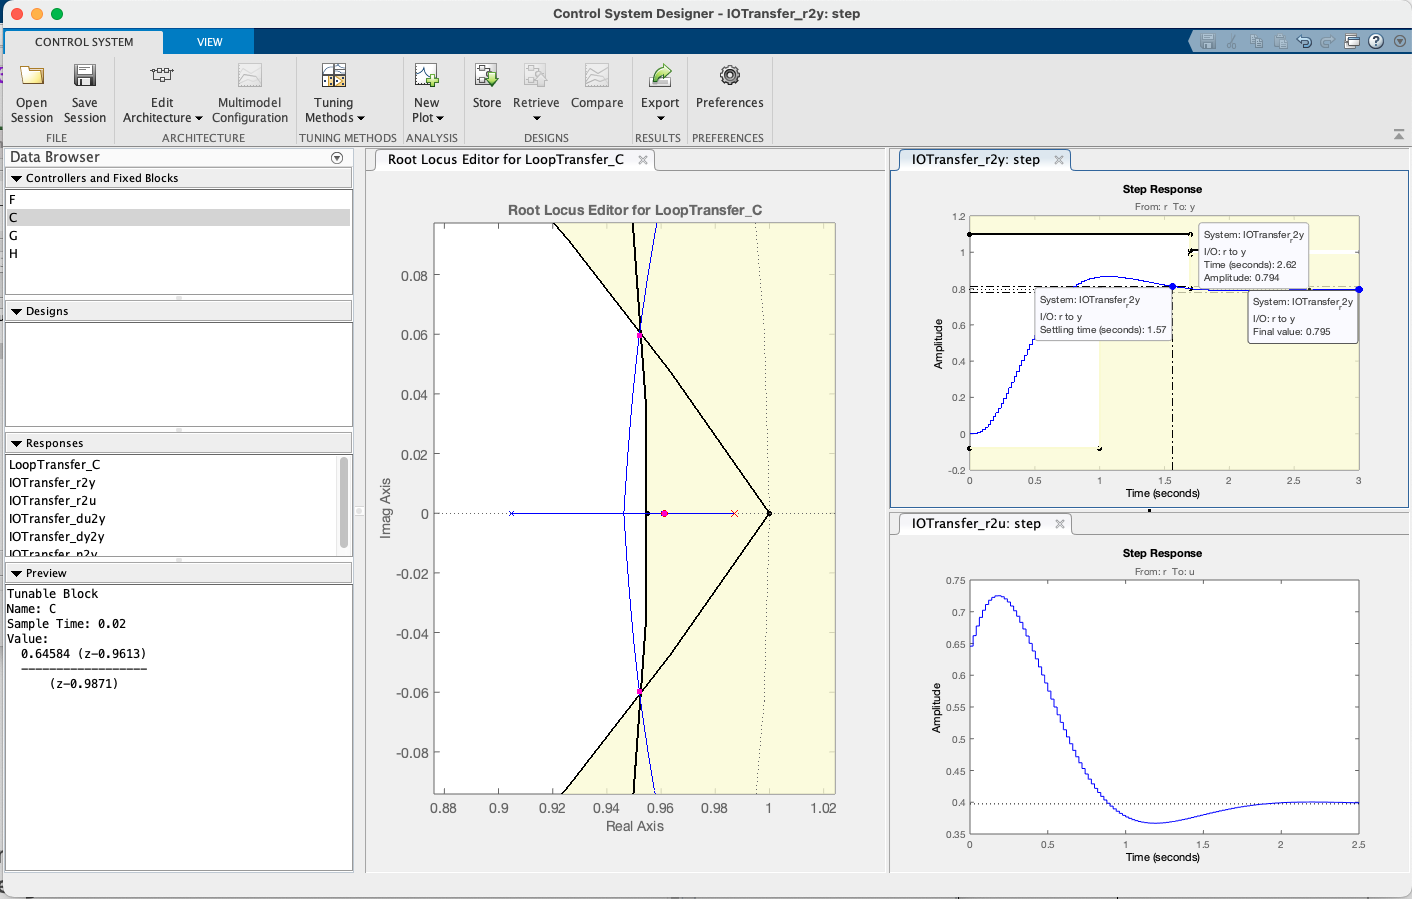 Control System Designer - IOTransfer_r2y: step
CONTROL SYSTEM
VIEW
Open Session
Save Session
Edit Architecture
Multimodel Configuration
Tuning Methods
New Plot
Store
Retrieve
Compare
Export
Preferences
FILE
ARCHITECTURE
TUNING METHODS
ANALYSIS
DESIGNS
RESULTS
PREFERENCES
Data Browser
Controllers and Fixed Blocks
F
C
G
H
Designs
Responses
LoopTransfer_C
IOTransfer_r2y
IOTransfer_r2u
IOTransfer_du2y
IOTransfer_dy2y
IOTransfer_n2y
Preview
Tunable Block
Name: C
Sample Time: 0.02
Value:
0.64584 (z-0.9613)
-------------------
(z-0.9871)
Root Locus Editor for LoopTransfer_C
Root Locus Editor for LoopTransfer_C
0.08
0.06
0.04
0.02
0
-0.02
-0.04
-0.06
-0.08
Imag Axis
0.88 0.9 0.92 0.94 0.96 0.98 1 1.02
Real Axis
IOTransfer_r2y: step
Step Response
From: r To: y
1.2
1
0.8
0.6
0.4
0.2
0
-0.2
Amplitude
System: IOTransfer_r2y
I/O: r to y
Time (seconds): 2.62
Amplitude: 0.794
System: IOTransfer_r2y
I/O: r to y
Settling time (seconds): 1.57
System: IOTransfer_r2y
I/O: r to y
Final value: 0.795
0 0.5 1 1.5 2 2.5 3
Time (seconds)
IOTransfer_r2u: step
Step Response
From: r To: u
0.75
0.7
0.65
0.6
0.55
0.5
0.45
0.4
0.35
Amplitude
0 0.5 1 1.5 2 2.5
Time (seconds)